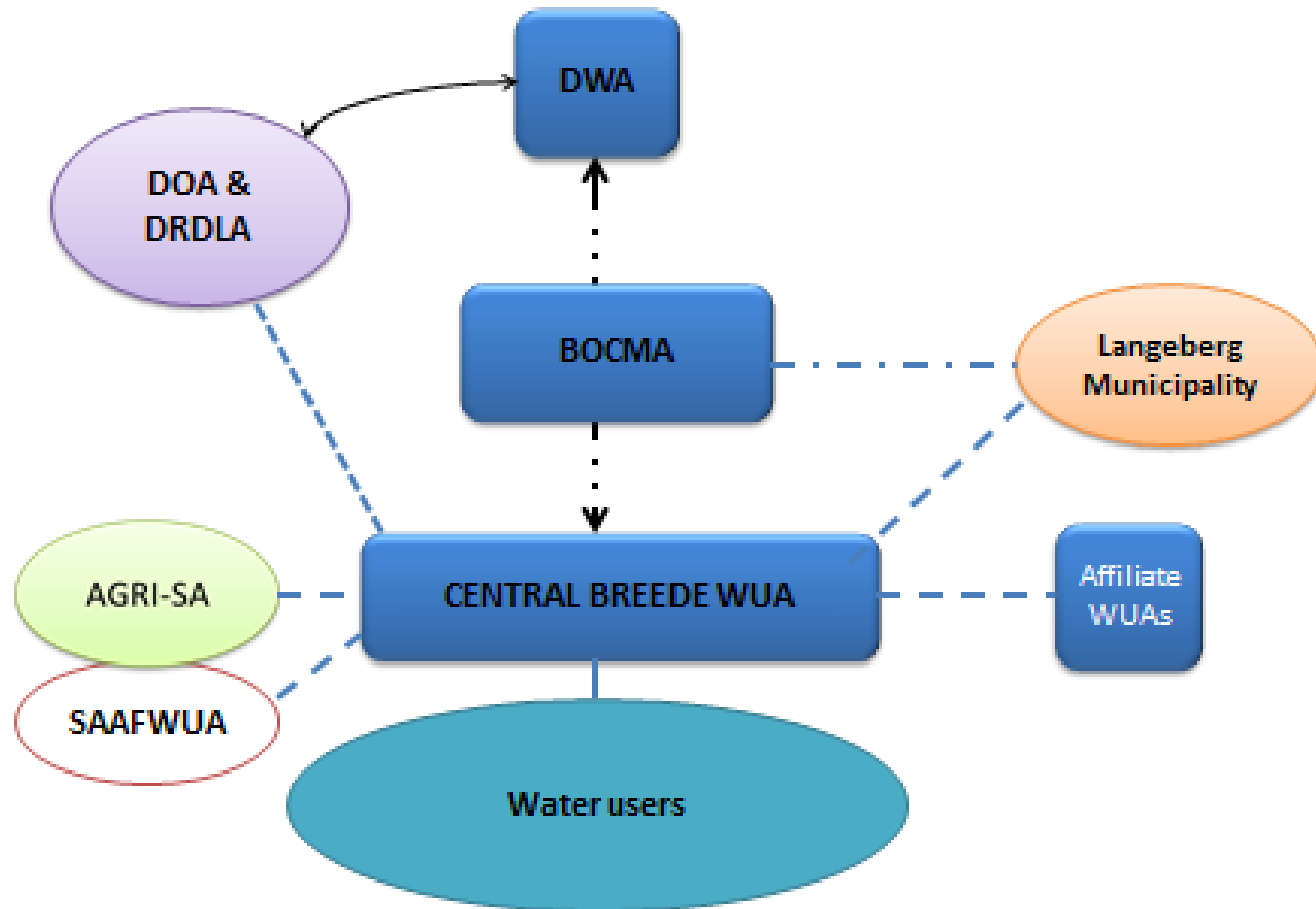 DWA
DOA &
DRDLA
BOCMA
Langeberg
Municipality
AGRI-SA
CENTRAL BREEDE WUA
Affiliate
WUAs
SAAFWUA
Water users